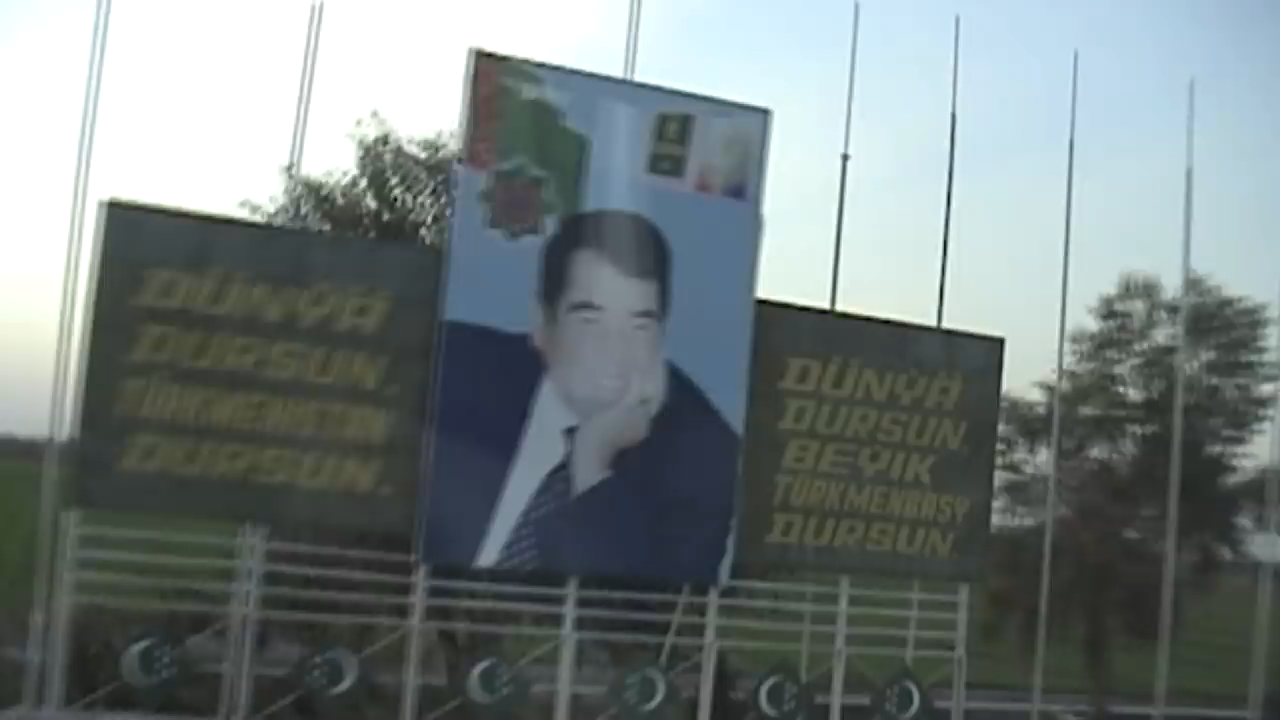 DÜNÝÄ
DURSUN,
TÜRKMENISTAN
DURSUN.
DÜNÝÄ
DURSUN,
BEÝIK
TÜRKMENBAŞY
DURSUN.